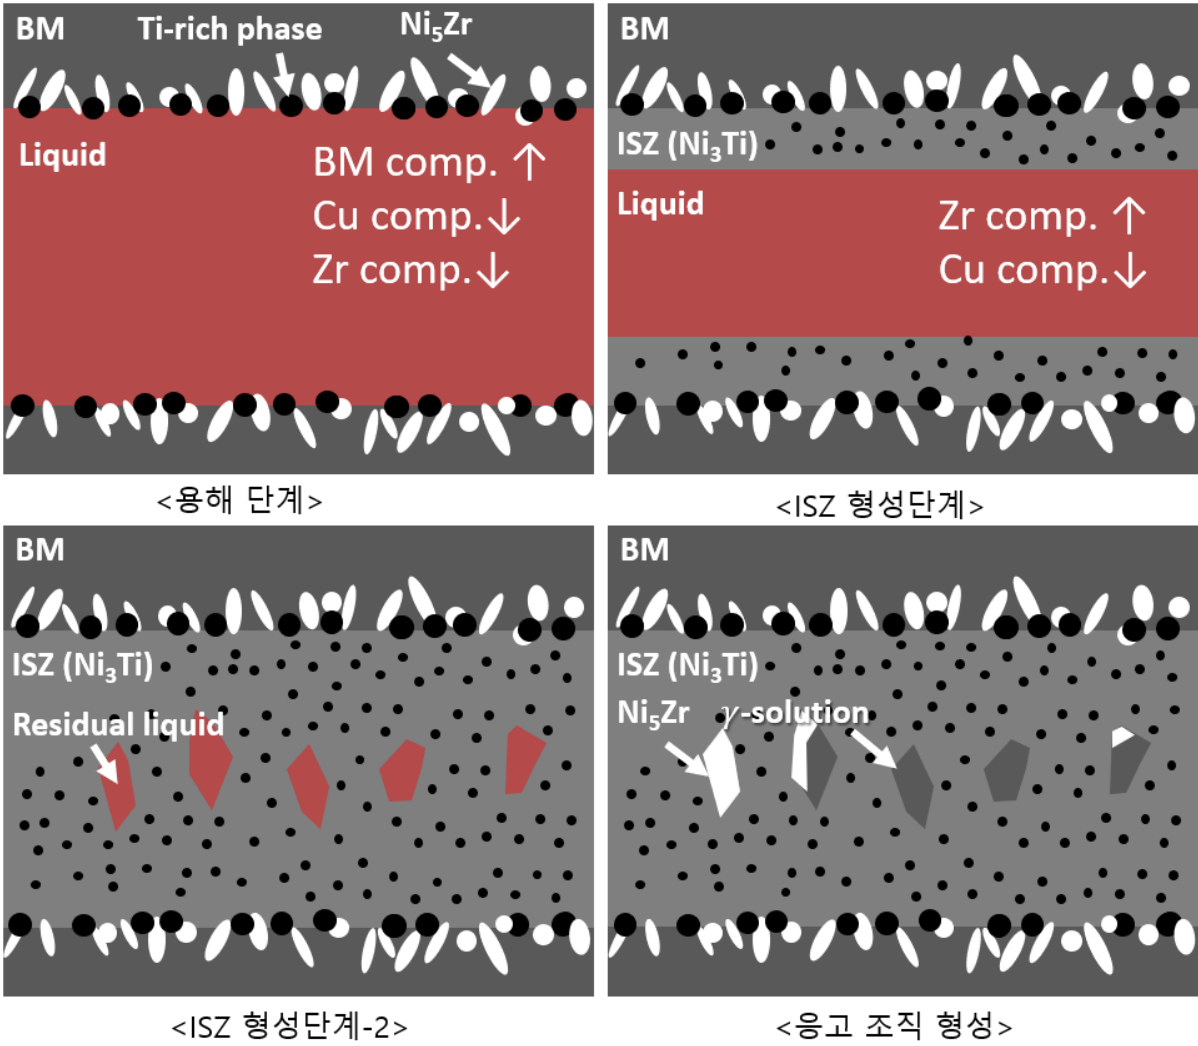 BM
Ti-rich phase
Ni₅Zr
Liquid
BM comp. ↑
Cu comp.↓
Zr comp.↓
<용해 단계>
BM
ISZ (Ni₃Ti)
Liquid
Zr comp. ↑
Cu comp.↓
<ISZ 형성단계>
BM
ISZ (Ni₃Ti)
Residual liquid
<ISZ 형성단계-2>
BM
ISZ (Ni₃Ti)
Ni₅Zr
γ-solution
<응고 조직 형성>